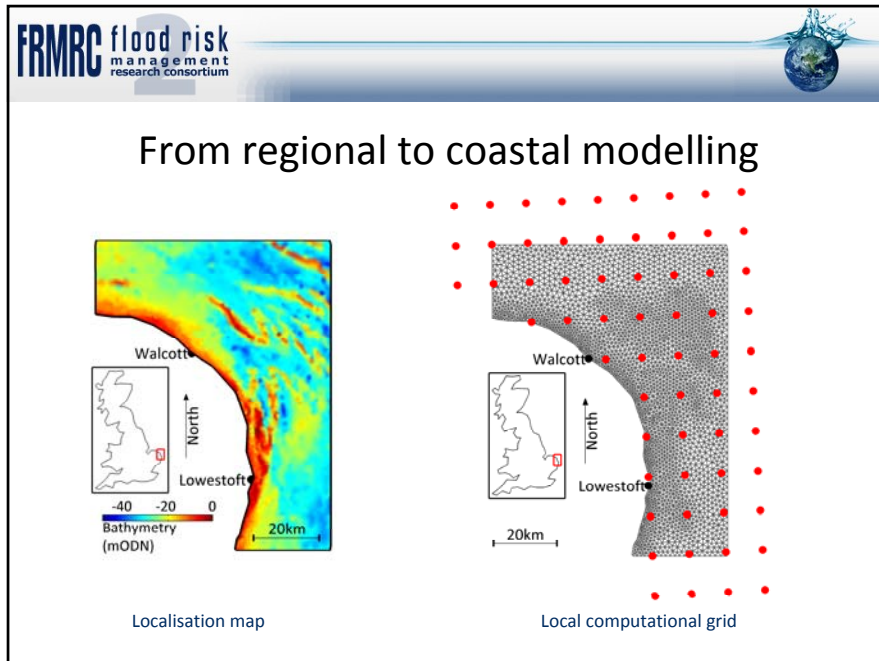 FRMRC flood risk
management
research consortium
2
From regional to coastal modelling
Walcott
North
Lowestoft
-40 -20 0
Bathymetry
(mODN)
20km
Localisation map
Walcott
North
Lowestoft
20km
Local computational grid